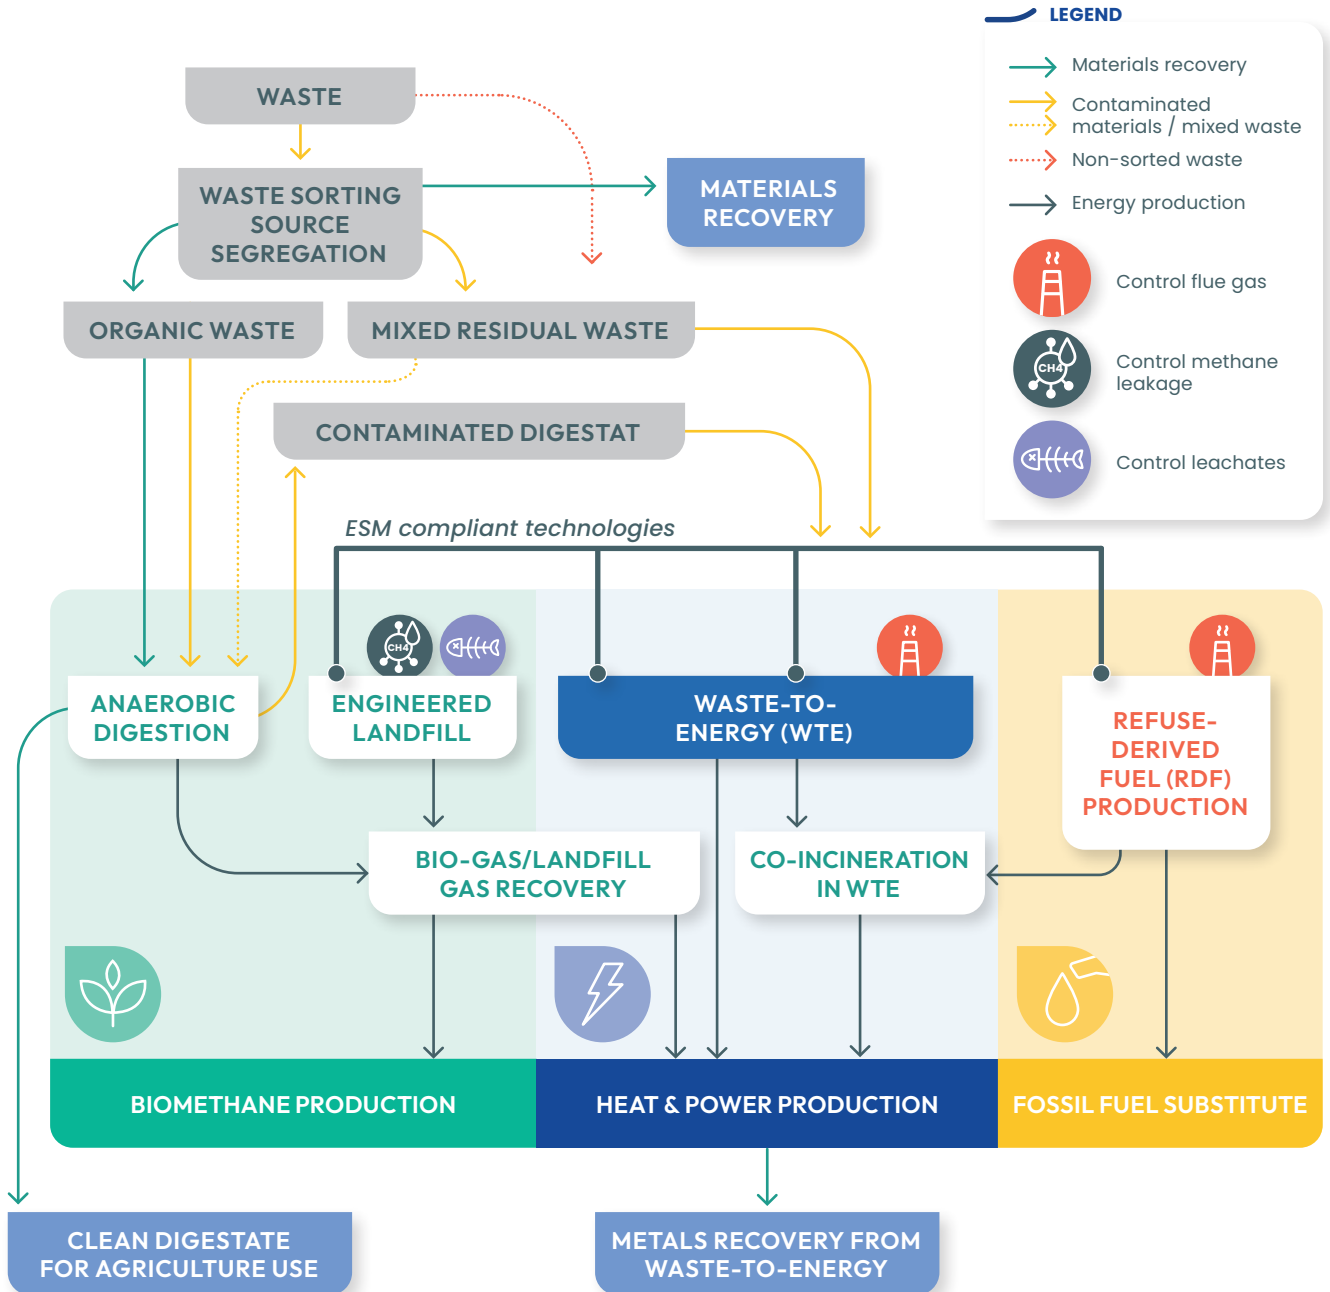 LEGEND
Materials recovery
Contaminated
materials / mixed waste
Non-sorted waste
Energy production
Control flue gas
CH4
Control methane
leakage
Control leachates
WASTE
WASTE SORTING
SOURCE
SEGREGATION
MATERIALS
RECOVERY
ORGANIC WASTE
MIXED RESIDUAL WASTE
CONTAMINATED DIGESTAT
ESM compliant technologies
CH4
ANAEROBIC
DIGESTION
ENGINEERED
LANDFILL
WASTE-TO-
ENERGY (WTE)
REFUSE-
DERIVED
FUEL (RDF)
PRODUCTION
BIO-GAS/LANDFILL
GAS RECOVERY
CO-INCINERATION
IN WTE
BIOMETHANE PRODUCTION
HEAT & POWER PRODUCTION
FOSSIL FUEL SUBSTITUTE
CLEAN DIGESTATE
FOR AGRICULTURE USE
METALS RECOVERY FROM
WASTE-TO-ENERGY